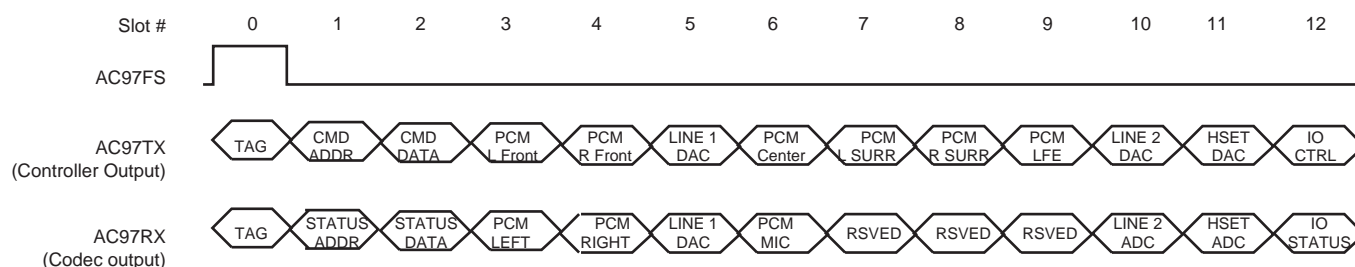 Slot # 0 1 2 3 4 5 6 7 8 9 10 11 12
AC97FS
AC97TX
(Controller Output)
TAG
CMD
ADDR
CMD
DATA
PCM
L Front
PCM
R Front
LINE 1
DAC
PCM
Center
PCM
L SURR
PCM
R SURR
PCM
LFE
LINE 2
DAC
HSET
DAC
IO
CTRL
AC97RX
(Codec output)
TAG
STATUS
ADDR
STATUS
DATA
PCM
LEFT
PCM
RIGHT
LINE 1
DAC
PCM
MIC
RSVED
RSVED
RSVED
LINE 2
ADC
HSET
ADC
IO
STATUS